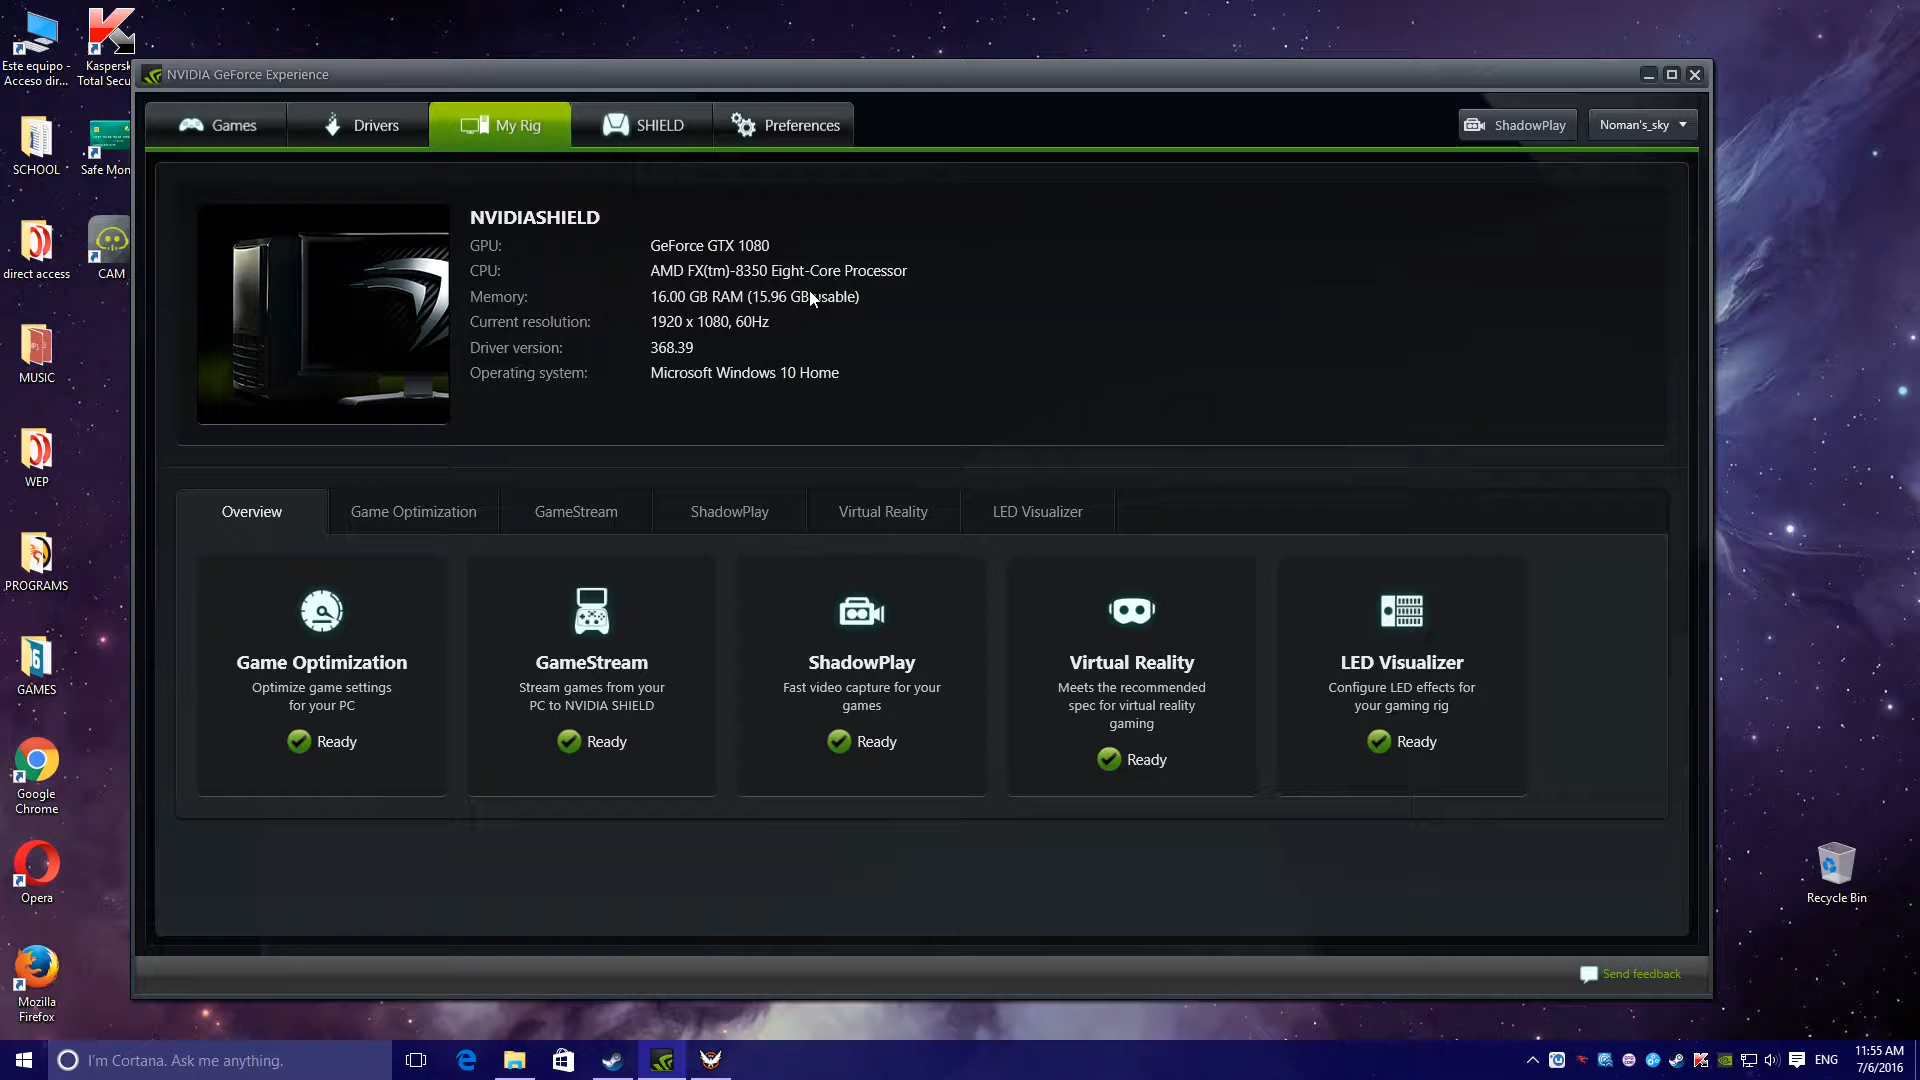 Este equipo -
Acceso dir...
Kaspersk
Total Secu
SCHOOL
Safe Mon
direct access
CAM
MUSIC
WEP
PROGRAMS
GAMES
Google
Chrome
Opera
Mozilla
Firefox
Recycle Bin
NVIDIA GeForce Experience
Games
Drivers
My Rig
SHIELD
Preferences
ShadowPlay
Noman's_sky
NVIDIASHIELD
GPU: GeForce GTX 1080
CPU: AMD FX(tm)-8350 Eight-Core Processor
Memory: 16.00 GB RAM (15.96 GB usable)
Current resolution: 1920 x 1080, 60Hz
Driver version: 368.39
Operating system: Microsoft Windows 10 Home
Overview
Game Optimization
GameStream
ShadowPlay
Virtual Reality
LED Visualizer
Game Optimization
Optimize game settings
for your PC
Ready
GameStream
Stream games from your
PC to NVIDIA SHIELD
Ready
ShadowPlay
Fast video capture for your
games
Ready
Virtual Reality
Meets the recommended
spec for virtual reality
gaming
Ready
LED Visualizer
Configure LED effects for
your gaming rig
Ready
Send feedback
I'm Cortana. Ask me anything.
ENG
11:55 AM
7/6/2016